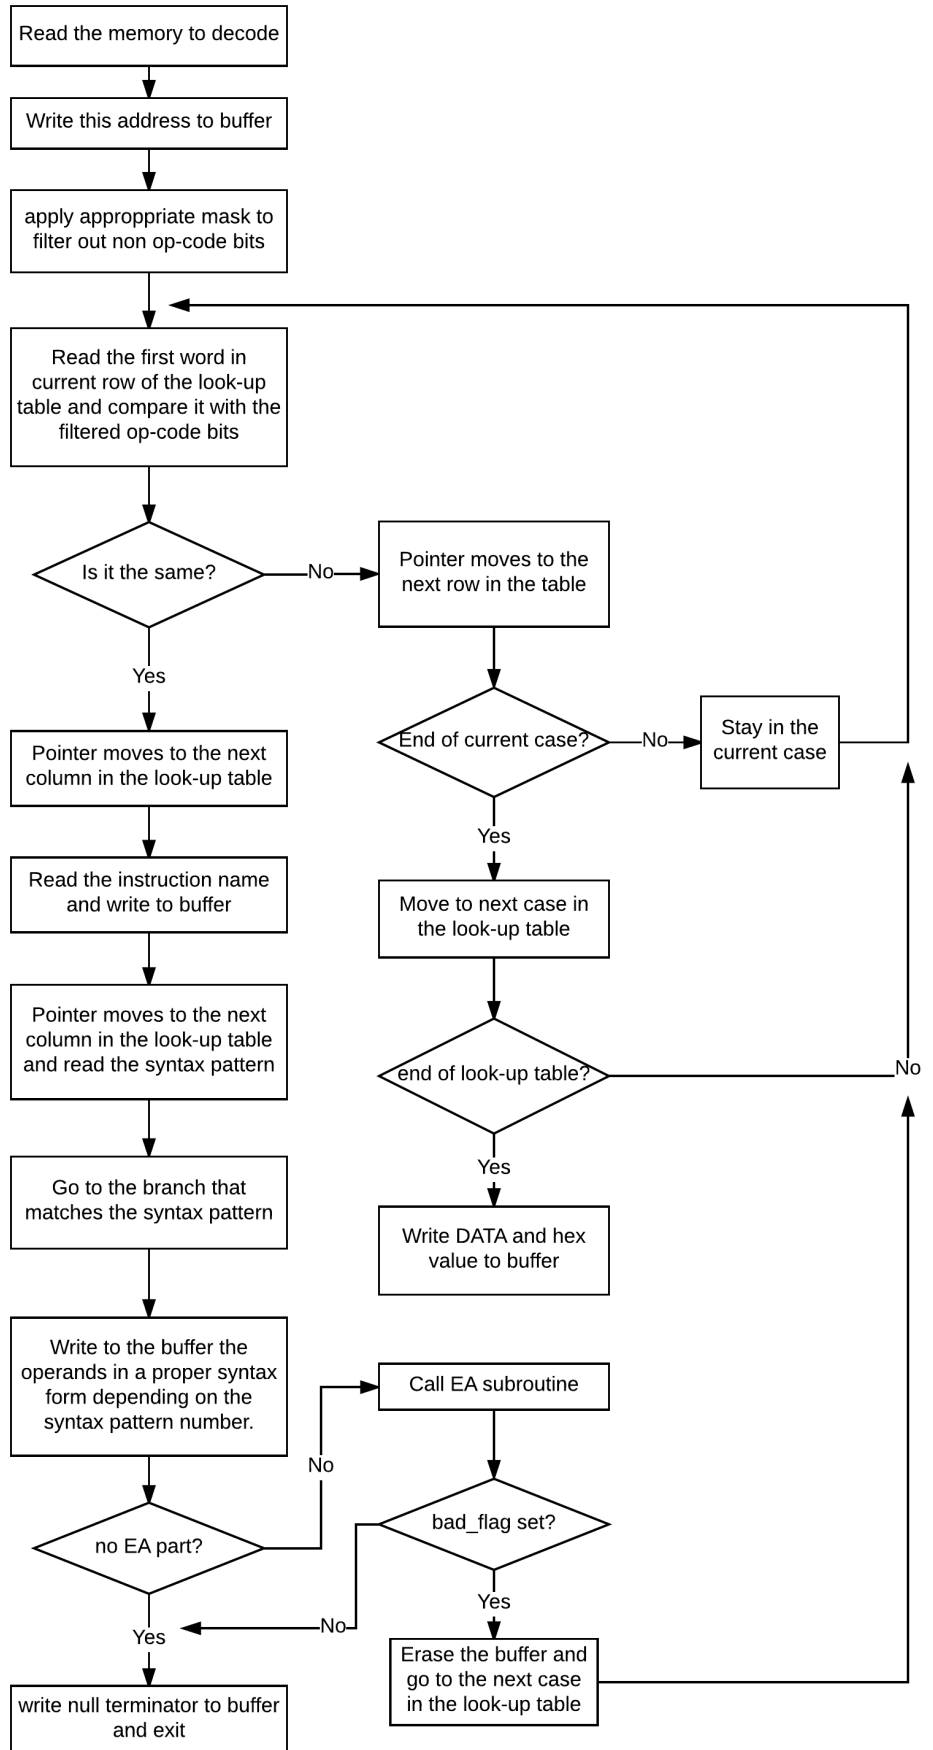 Read the memory to decode
Write this address to buffer
apply approppriate mask to
filter out non op-code bits
Read the first word in
current row of the look-up
table and compare it with the
filtered op-code bits
Is it the same?
No
Pointer moves to the
next row in the table
Yes
End of current case?
No
Stay in the
current case
Pointer moves to the next
column in the look-up table
Yes
Read the instruction name
and write to buffer
Move to next case in
the look-up table
Pointer moves to the next
column in the look-up table
and read the syntax pattern
end of look-up table?
No
Yes
Go to the branch that
matches the syntax pattern
Write DATA and hex
value to buffer
Write to the buffer the
operands in a proper syntax
form depending on the
syntax pattern number.
Call EA subroutine
No
no EA part?
bad_flag set?
Yes
No
Yes
Erase the buffer and
go to the next case
in the look-up table
write null terminator to buffer
and exit